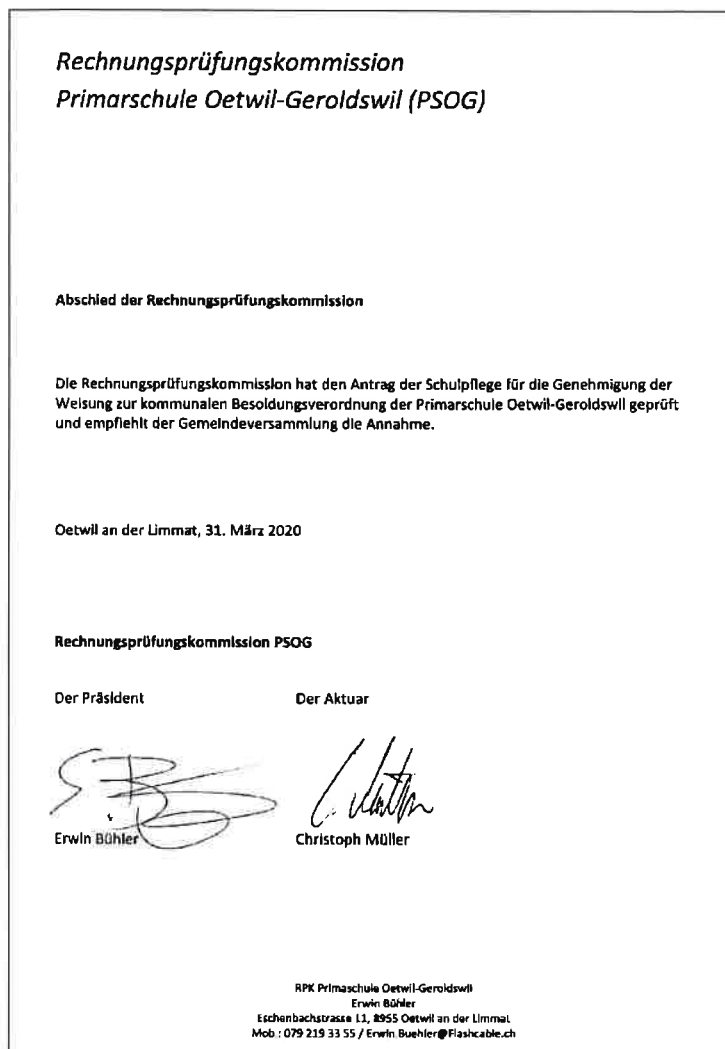 Rechnungsprüfungskommission
Primarschule Oetwil-Geroldswil (PSOG)
Abschied der Rechnungsprüfungskommission
Die Rechnungsprüfungskommission hat den Antrag der Schulpflege für die Genehmigung der
Weisung zur kommunalen Besoldungsverordnung der Primarschule Oetwil-Geroldswil geprüft
und empfiehlt der Gemeindeversammlung die Annahme.
Oetwil an der Limmat, 31. März 2020
Rechnungsprüfungskommission PSOG
Der Präsident Der Aktuar
Erwin Bühler Christoph Müller
RPK Primaschule Oetwil-Geroldswil
Erwin Bühler
Eschenbachstrasse 11, 8955 Oetwil an der Limmat
Mob.: 079 219 33 55 / Erwin.Buehler@Flashcable.ch